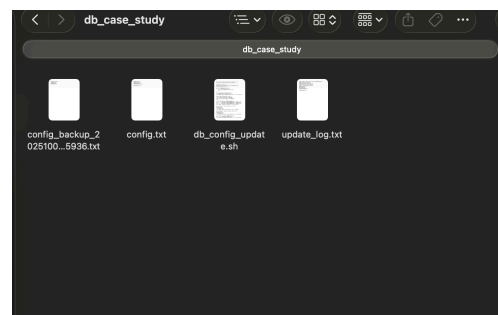 db_case_study
db_case_study
config_backup_2
025100...5936.txt
config.txt
db_config_updat
e.sh
update_log.txt